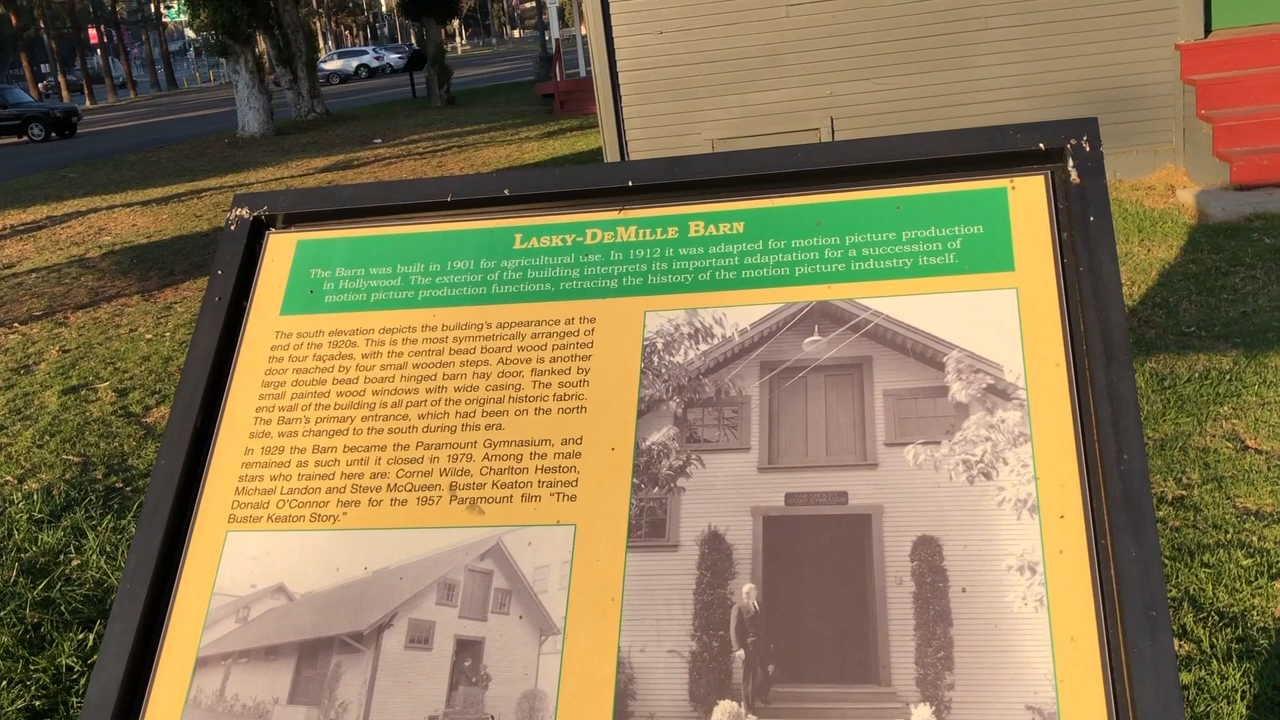 LASKY-DEMILLE BARN
The Barn was built in 1901 for agricultural use. In 1912 it was adapted for motion picture production
in Hollywood. The exterior of the building interprets its important adaptation for a succession of
motion picture production functions, retracing the history of the motion picture industry itself.
The south elevation depicts the building's appearance at the
end of the 1920s. This is the most symmetrically arranged of
the four façades, with the central bead board wood painted
door reached by four small wooden steps. Above is another
large double bead board hinged barn hay door, flanked by
small painted wood windows with wide casing. The south
end wall of the building is all part of the original historic fabric.
The Barn's primary entrance, which had been on the north
side, was changed to the south during this era.
In 1929 the Barn became the Paramount Gymnasium, and
remained as such until it closed in 1979. Among the male
stars who trained here are: Cornel Wilde, Charlton Heston,
Michael Landon and Steve McQueen. Buster Keaton trained
Donald O'Connor here for the 1957 Paramount film "The
Buster Keaton Story."